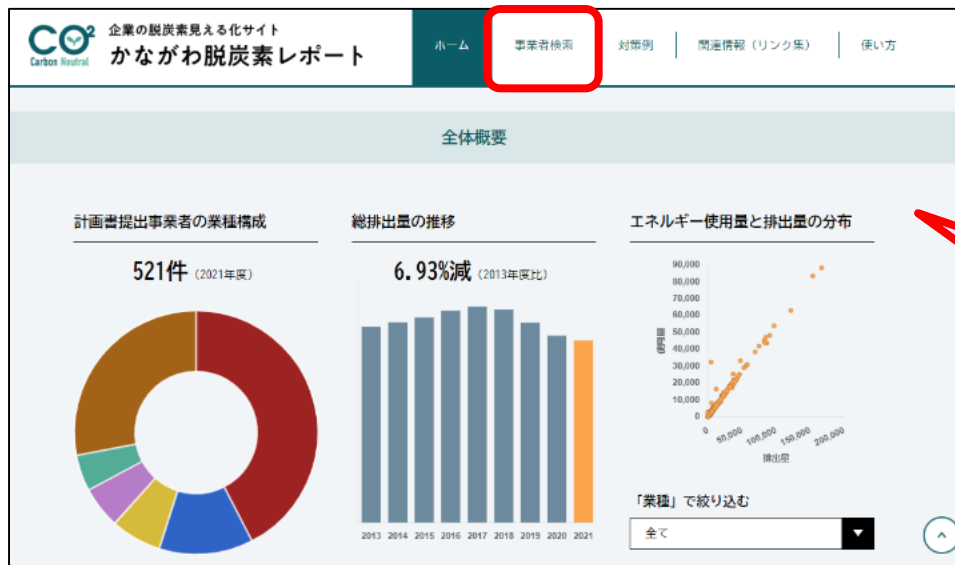 CO2
Carbon Neutral
企業の脱炭素見える化サイト
かながわ脱炭素レポート
ホーム
事業者検索
対策例
関連情報（リンク集）
使い方
全体概要
計画書提出事業者の業種構成
521件（2021年度）
総排出量の推移
6.93%減（2013年度比）
2013 2014 2015 2016 2017 2018 2019 2020 2021
エネルギー使用量と排出量の分布
90,000
80,000
70,000
60,000
50,000
40,000
30,000
20,000
10,000
0
使用量
0 50,000 100,000 150,000 200,000
排出量
「業種」で絞り込む
全て